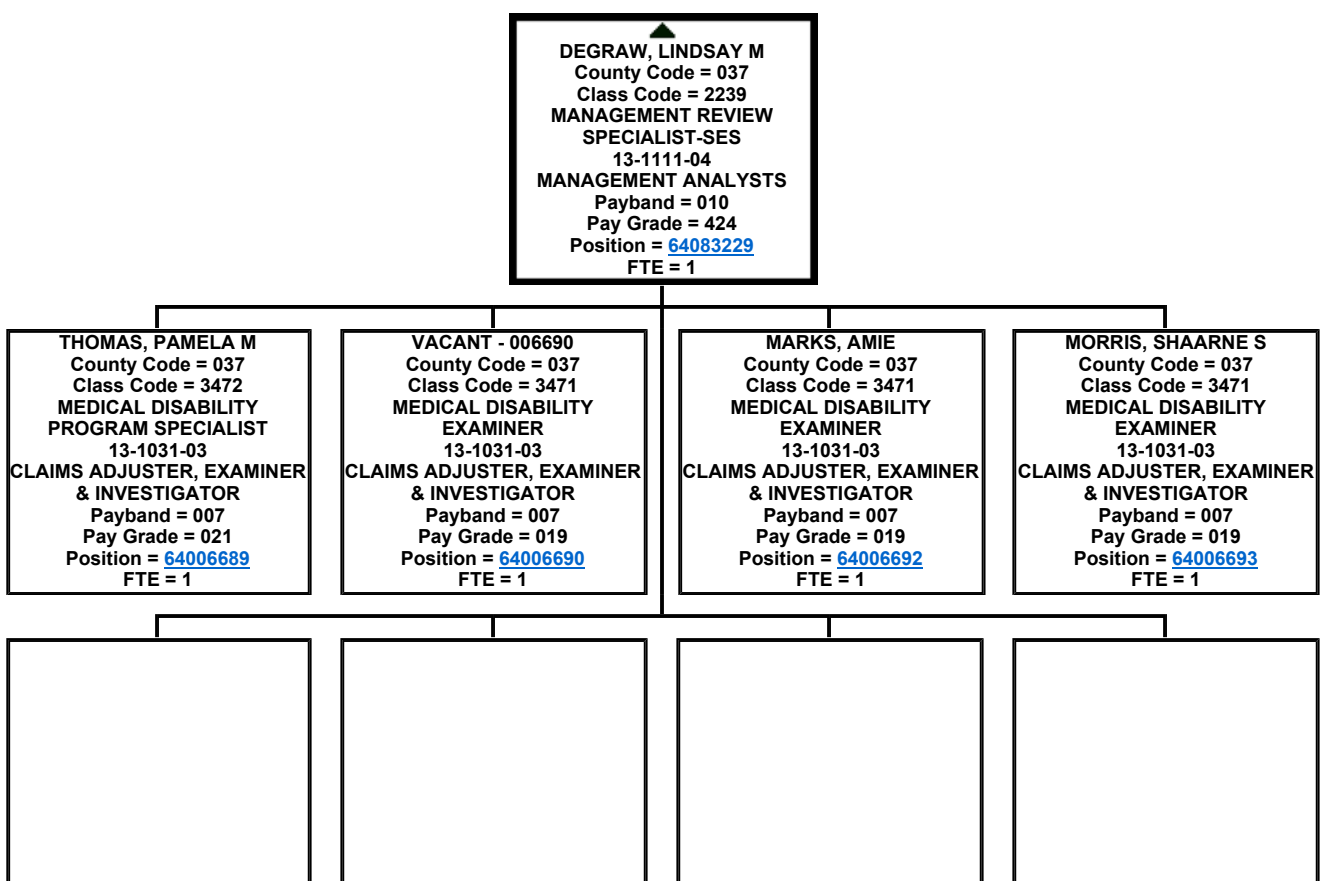 DEGRAW, LINDSAY M
County Code = 037
Class Code = 2239
MANAGEMENT REVIEW
SPECIALIST-SES
13-1111-04
MANAGEMENT ANALYSTS
Payband = 010
Pay Grade = 424
Position = 64083229
FTE = 1
THOMAS, PAMELA M
County Code = 037
Class Code = 3472
MEDICAL DISABILITY
PROGRAM SPECIALIST
13-1031-03
CLAIMS ADJUSTER, EXAMINER
& INVESTIGATOR
Payband = 007
Pay Grade = 021
Position = 64006689
FTE = 1
VACANT - 006690
County Code = 037
Class Code = 3471
MEDICAL DISABILITY
EXAMINER
13-1031-03
CLAIMS ADJUSTER, EXAMINER
& INVESTIGATOR
Payband = 007
Pay Grade = 019
Position = 64006690
FTE = 1
MARKS, AMIE
County Code = 037
Class Code = 3471
MEDICAL DISABILITY
EXAMINER
13-1031-03
CLAIMS ADJUSTER, EXAMINER
& INVESTIGATOR
Payband = 007
Pay Grade = 019
Position = 64006692
FTE = 1
MORRIS, SHAARNE S
County Code = 037
Class Code = 3471
MEDICAL DISABILITY
EXAMINER
13-1031-03
CLAIMS ADJUSTER, EXAMINER
& INVESTIGATOR
Payband = 007
Pay Grade = 019
Position = 64006693
FTE = 1